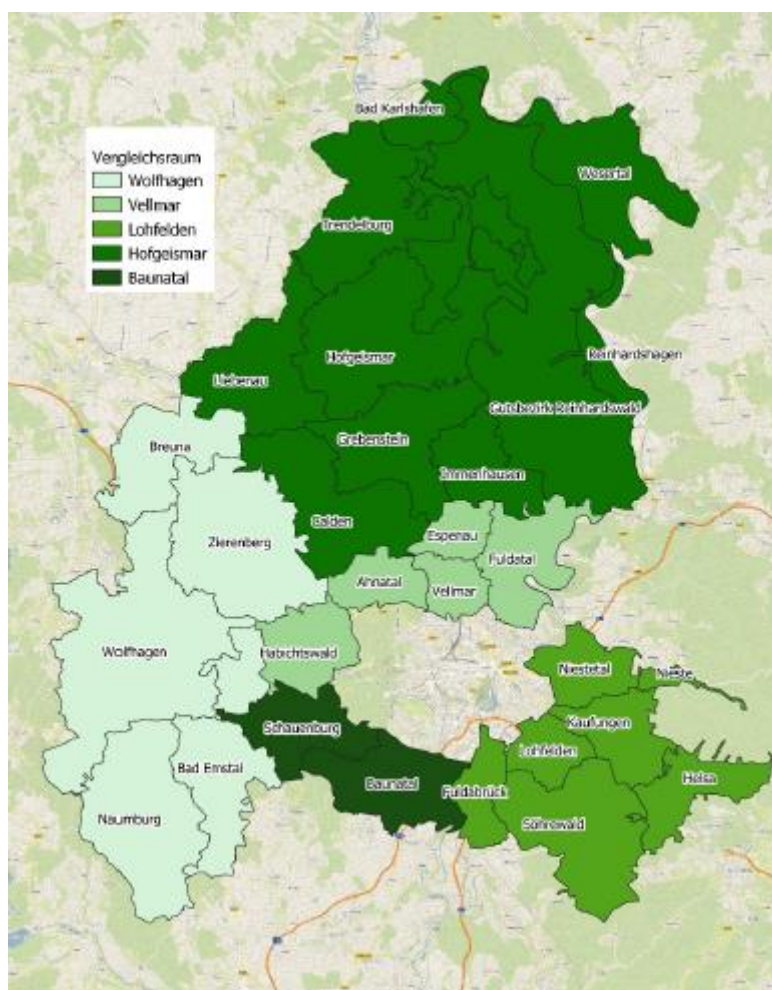 Vergleichsraum
Wolfhagen
Vellmar
Lohfelden
Hofgeismar
Baunatal
Bad Karlshafen
Wesertal
Trendelburg
Hofgeismar
Reinhardshagen
Liebenau
Gutsbezirk Reinhardswald
Grebenstein
Breuna
Immenhausen
Calden
Zierenberg
Espenau
Fuldatal
Ahnatal
Vellmar
Wolfhagen
Habichtswald
Niestetal
Nieste
Kaufungen
Schauenburg
Lohfelden
Bad Emstal
Baunatal
Helsa
Fuldabrück
Naumburg
Söhrewald